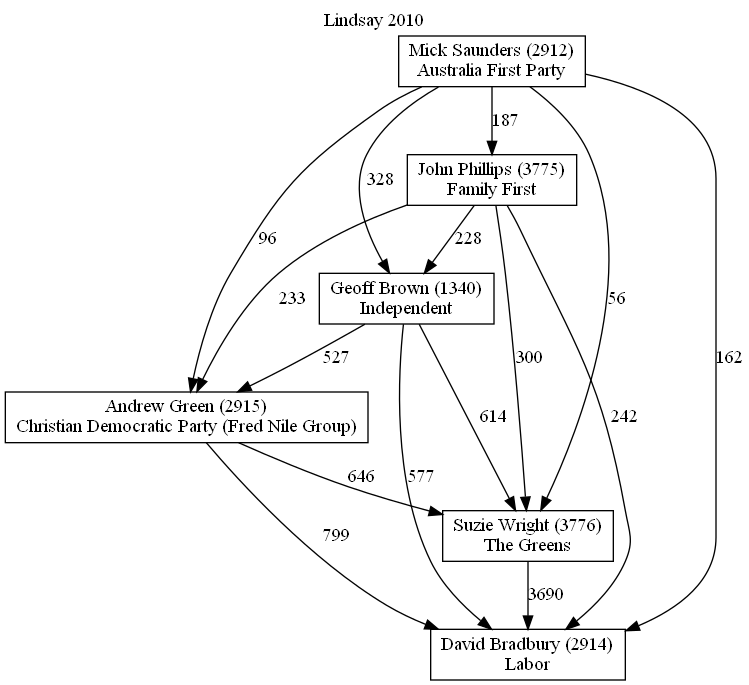 Lindsay 2010
Mick Saunders (2912)
Australia First Party
187
John Phillips (3775)
Family First
328
96
228
Geoff Brown (1340)
Independent
233
56
527
300
162
Andrew Green (2915)
Christian Democratic Party (Fred Nile Group)
614
242
646
577
Suzie Wright (3776)
The Greens
799
3690
David Bradbury (2914)
Labor